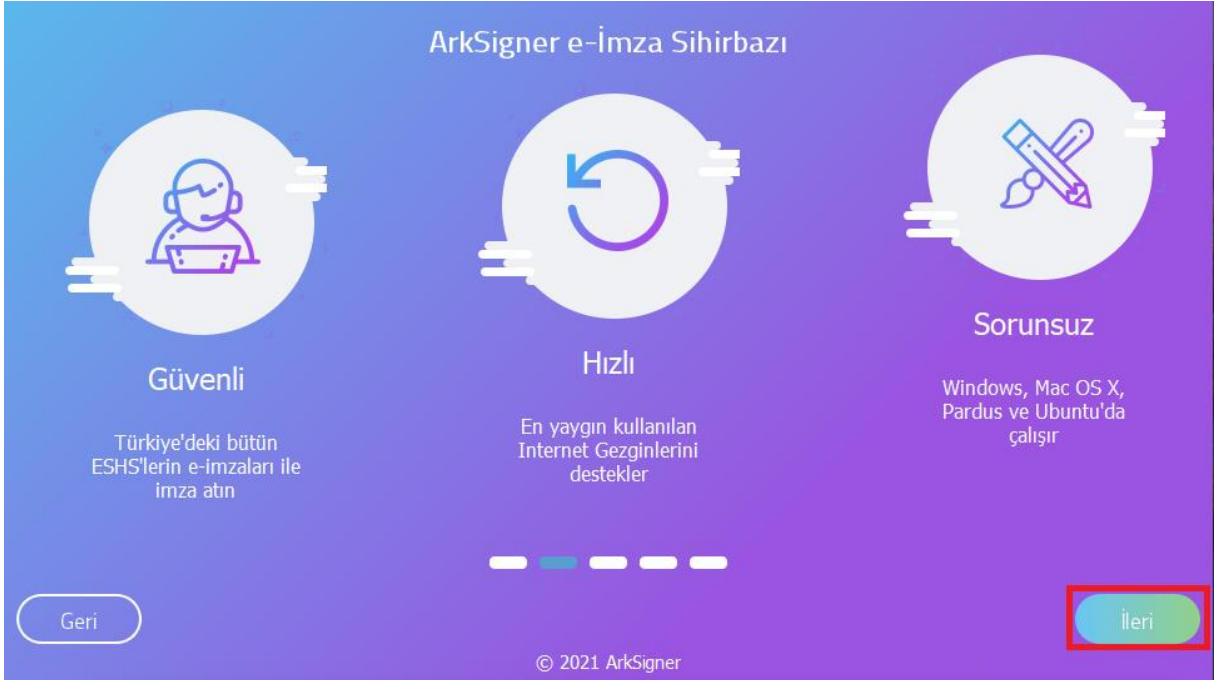 ArkSigner e-İmza Sihirbazı
Güvenli
Türkiye'deki bütün
ESHS'lerin e-imzaları ile
imza atın
Hızlı
En yaygın kullanılan
Internet Gezginlerini
destekler
Sorunsuz
Windows, Mac OS X,
Pardus ve Ubuntu'da
çalışır
Geri
İleri
© 2021 ArkSigner